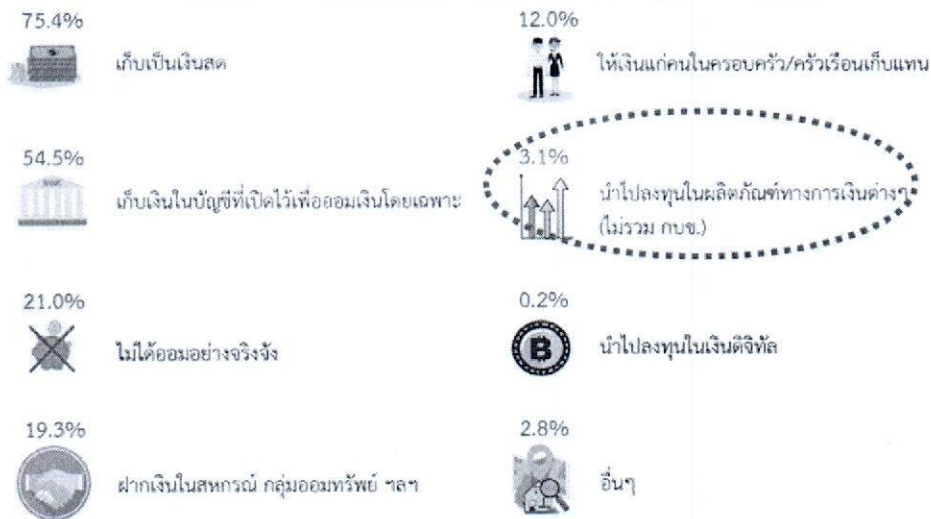 75.4%
เก็บเป็นเงินสด
54.5%
เก็บเงินในบัญชีที่เปิดไว้เพื่อออมเงินโดยเฉพาะ
21.0%
ไม่ได้ออมอย่างจริงจัง
19.3%
ฝากเงินในสหกรณ์ กลุ่มออมทรัพย์ ฯลฯ
12.0%
ให้เงินแก่คนในครอบครัว/ครัวเรือนเก็บแทน
3.1%
นำไปลงทุนในผลิตภัณฑ์ทางการเงินต่างๆ
(ไม่รวม กบข.)
0.2%
B
นำไปลงทุนในเงินดิจิทัล
2.8%
อื่นๆ